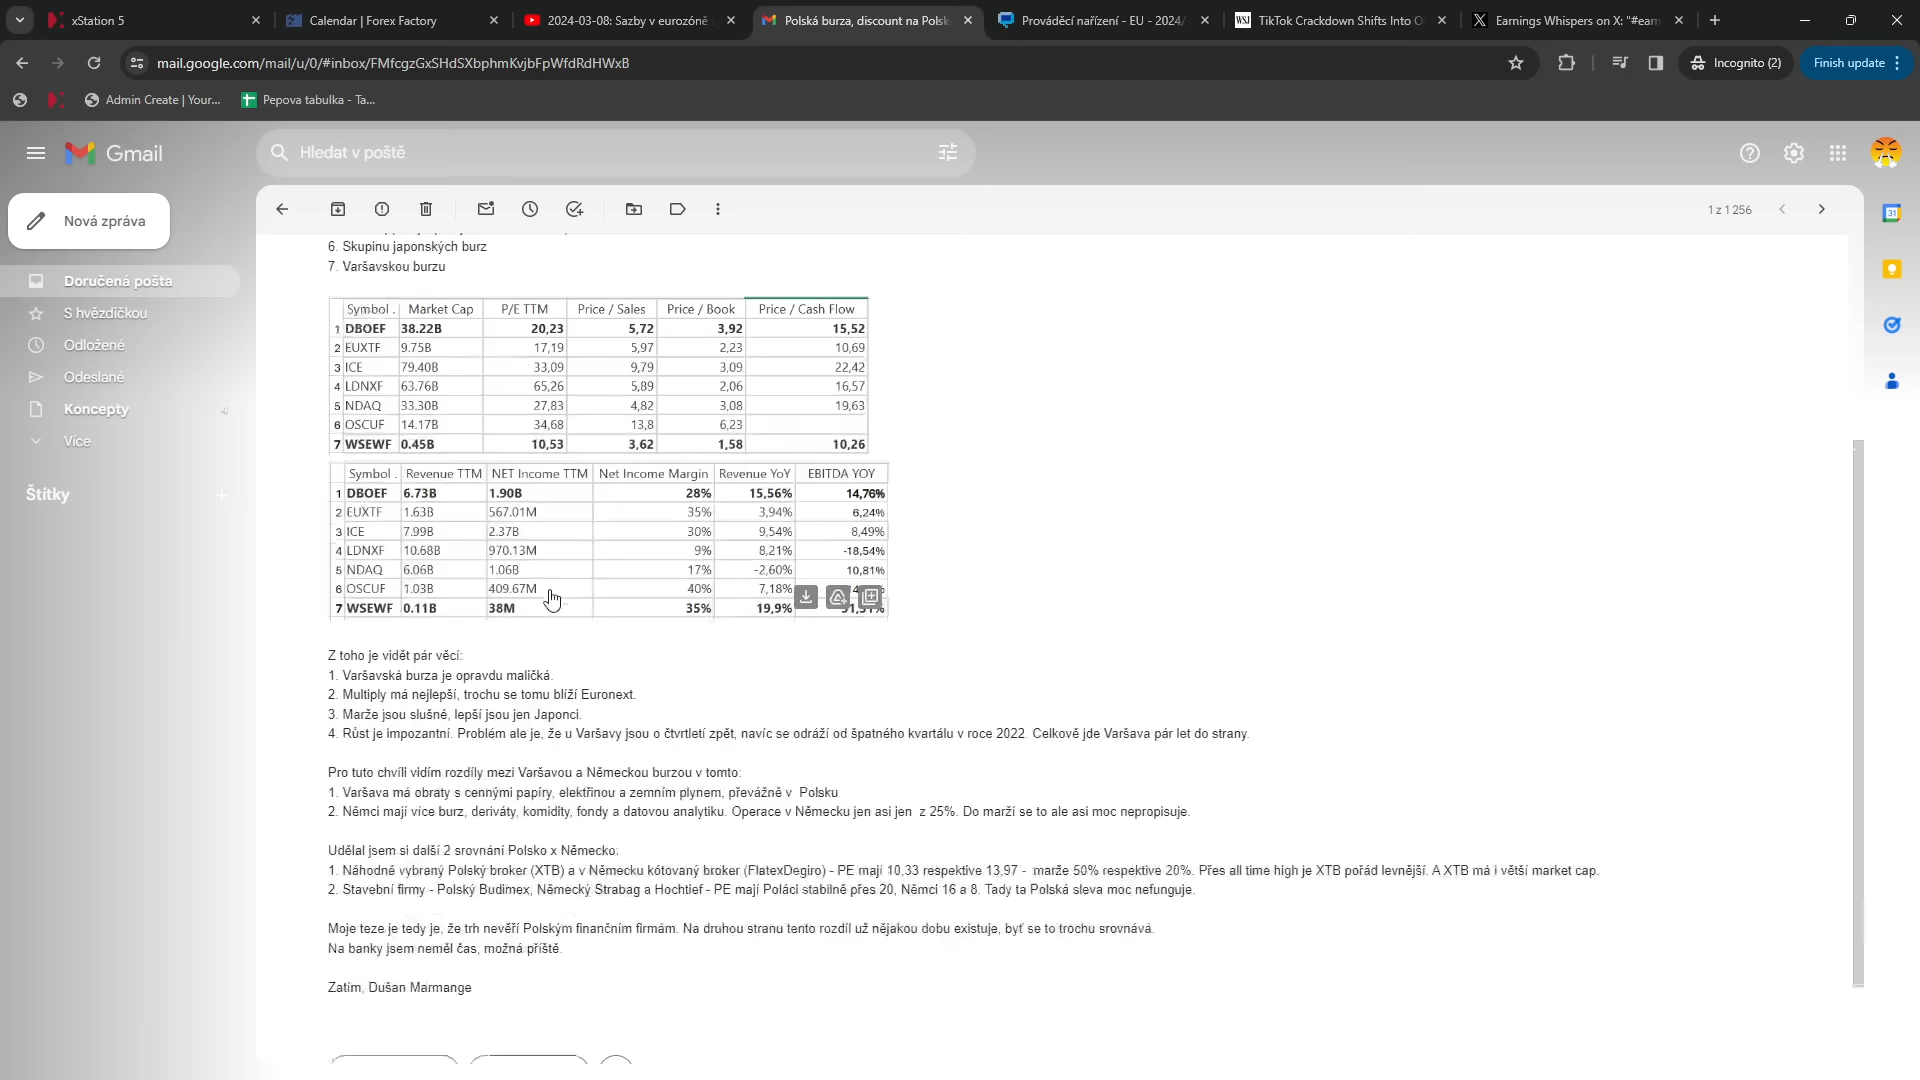 xStation 5
Calendar | Forex Factory
2024-03-08: Sazby v eurozóně
Polská burza, discount na Polsk
Prováděcí nařízení - EU - 2024/
TikTok Crackdown Shifts Into O
Earnings Whispers on X: "#earn
mail.google.com/mail/u/0/#inbox/FMfcgzGxSHdSXbphmKvjbFpWfdRdHWxB
Incognito (2)
Finish update
Admin Create | Your...
Pepova tabulka - Ta...
Gmail
Hledat v poště
Nová zpráva
1 z 1 256
Doručená pošta
S hvězdičkou
Odložené
Odeslané
Koncepty 4
Více
Štítky
6. Skupinu japonských burz
7. Varšavskou burzu
Symbol . Market Cap P/E TTM Price / Sales Price / Book Price / Cash Flow
1 DBOEF 38.22B 20,23 5,72 3,92 15,52
2 EUXTF 9.75B 17,19 5,97 2,23 10,69
3 ICE 79.40B 33,09 9,79 3,09 22,42
4 LDNXF 63.76B 65,26 5,89 2,06 16,57
5 NDAQ 33.30B 27,83 4,82 3,08 19,63
6 OSCUF 14.17B 34,68 13,8 6,23
7 WSEWF 0.45B 10,53 3,62 1,58 10,26
Symbol . Revenue TTM NET Income TTM Net Income Margin Revenue YoY EBITDA YOY
1 DBOEF 6.73B 1.90B 28% 15,56% 14,76%
2 EUXTF 1.63B 567.01M 35% 3,94% 6,24%
3 ICE 7.99B 2.37B 30% 9,54% 8,49%
4 LDNXF 10.68B 970.13M 9% 8,21% -18,54%
5 NDAQ 6.06B 1.06B 17% -2,60% 10,81%
6 OSCUF 1.03B 409.67M 40% 7,18%
7 WSEWF 0.11B 38M 35% 19,9%
Z toho je vidět pár věcí:
1. Varšavská burza je opravdu maličká.
2. Multiply má nejlepší, trochu se tomu blíží Euronext.
3. Marže jsou slušné, lepší jsou jen Japonci.
4. Růst je impozantní. Problém ale je, že u Varšavy jsou o čtvrtletí zpět, navíc se odráží od špatného kvartálu v roce 2022. Celkově jde Varšava pár let do strany.
Pro tuto chvíli vidím rozdíly mezi Varšavou a Německou burzou v tomto:
1. Varšava má obraty s cennými papíry, elektřinou a zemním plynem, převážně v Polsku
2. Němci mají více burz, deriváty, komidity, fondy a datovou analytiku. Operace v Německu jen asi jen z 25%. Do marží se to ale asi moc nepropisuje.
Udělal jsem si další 2 srovnání Polsko x Německo:
1. Náhodně vybraný Polský broker (XTB) a v Německu kótovaný broker (FlatexDegiro) - PE mají 10,33 respektive 13,97 - marže 50% respektive 20%. Přes all time high je XTB pořád levnější. A XTB má i větší market cap.
2. Stavební firmy - Polský Budimex, Německý Strabag a Hochtief - PE mají Poláci stabilně přes 20, Němci 16 a 8. Tady ta Polská sleva moc nefunguje.
Moje teze je tedy je, že trh nevěří Polským finančním firmám. Na druhou stranu tento rozdíl už nějakou dobu existuje, byť se to trochu srovnává.
Na banky jsem neměl čas, možná příště.
Zatím, Dušan Marmange